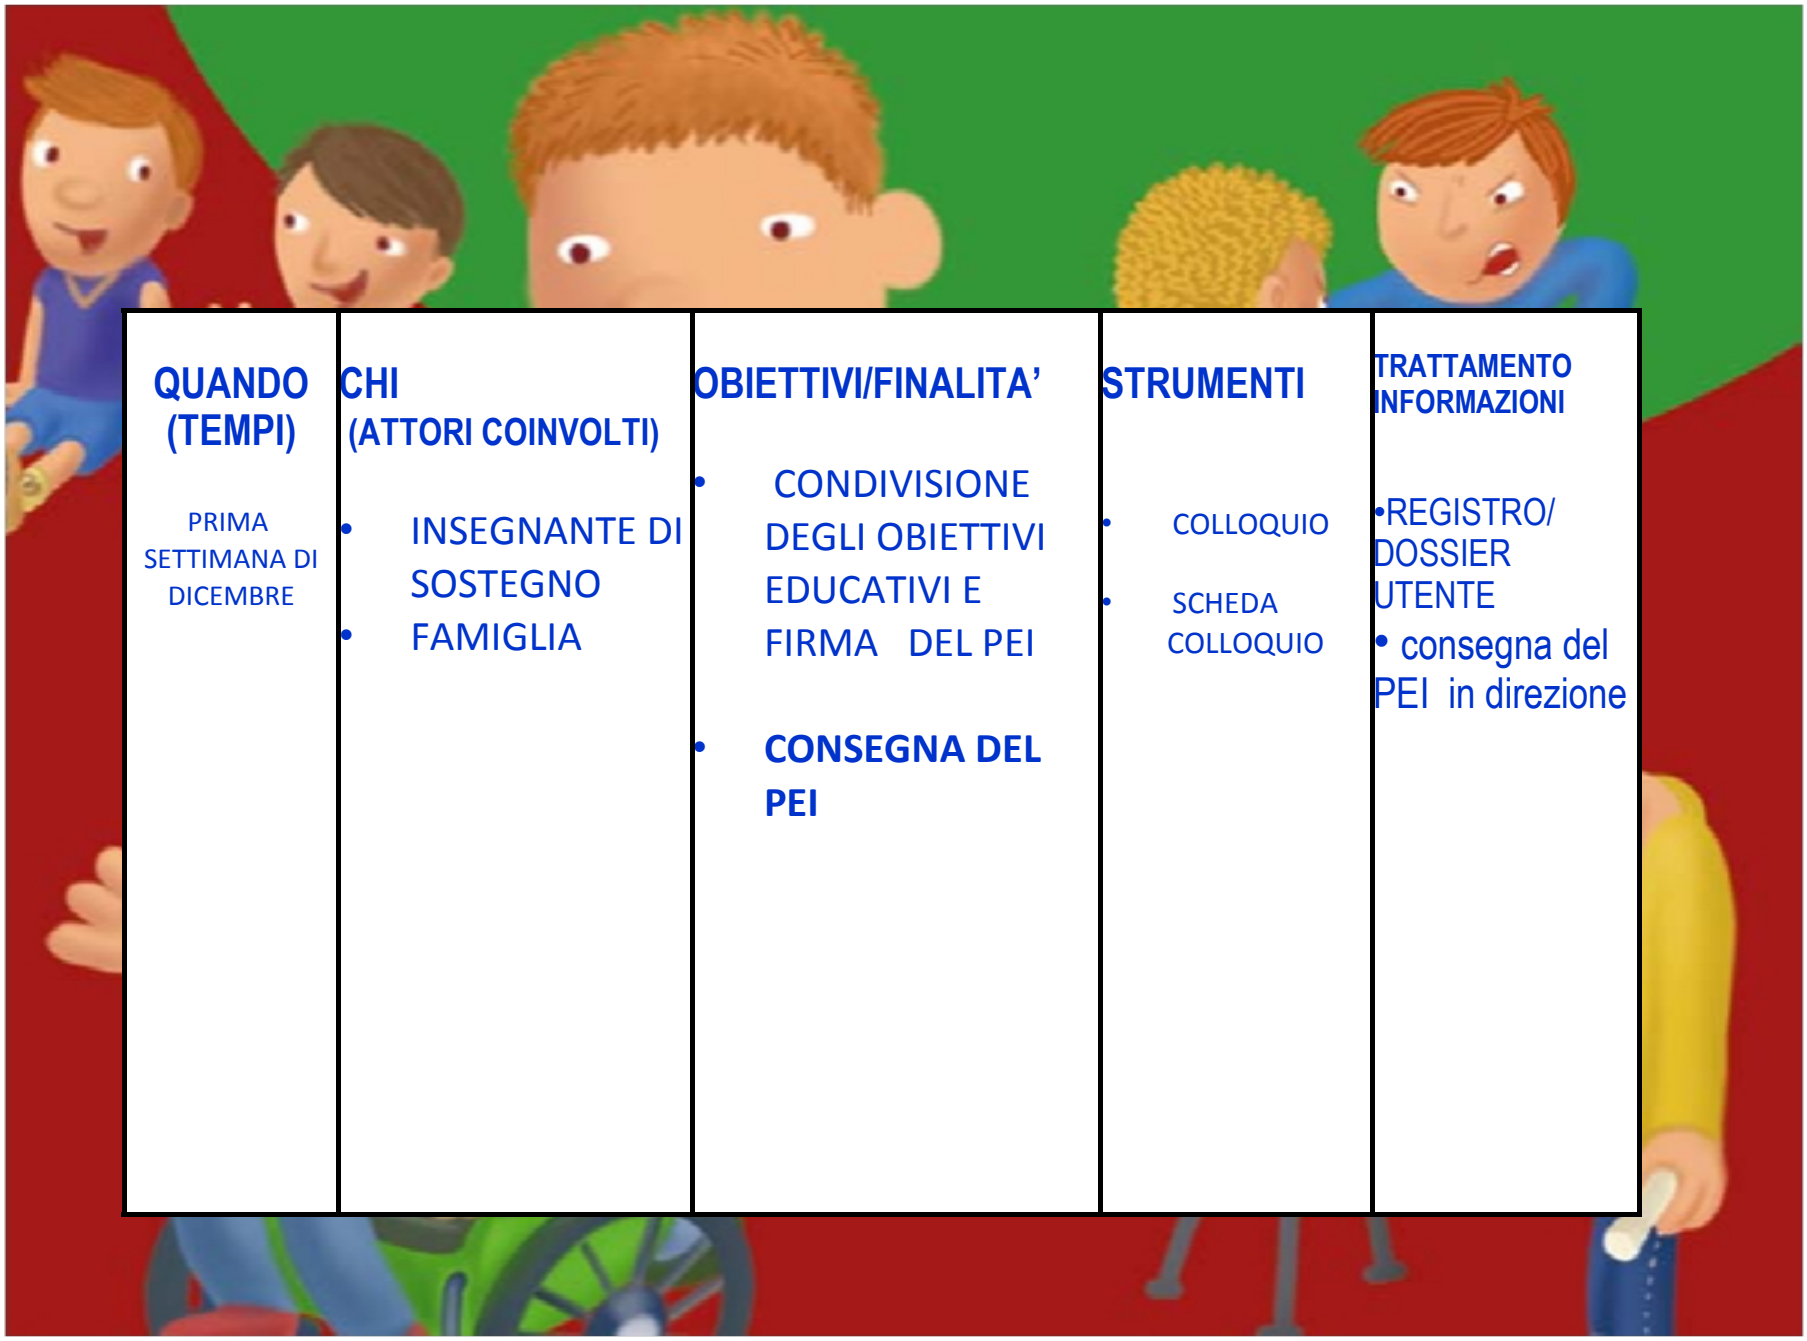 QUANDO
(TEMPI)
PRIMA
SETTIMANA DI
DICEMBRE
CHI
(ATTORI COINVOLTI)
• INSEGNANTE DI
SOSTEGNO
• FAMIGLIA
OBIETTIVI/FINALITA’
• CONDIVISIONE
DEGLI OBIETTIVI
EDUCATIVI E
FIRMA DEL PEI
• CONSEGNA DEL
PEI
STRUMENTI
• COLLOQUIO
• SCHEDA
COLLOQUIO
TRATTAMENTO
INFORMAZIONI
•REGISTRO/
DOSSIER
UTENTE
• consegna del
PEI in direzione